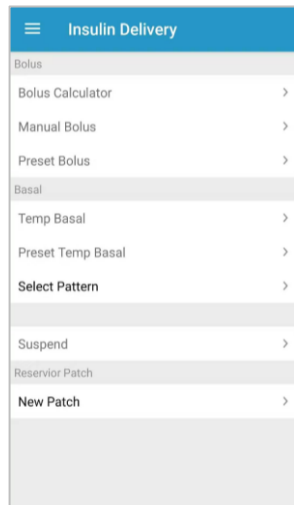 Insulin Delivery
Bolus
Bolus Calculator
Manual Bolus
Preset Bolus
Basal
Temp Basal
Preset Temp Basal
Select Pattern
Suspend
Reservior Patch
New Patch